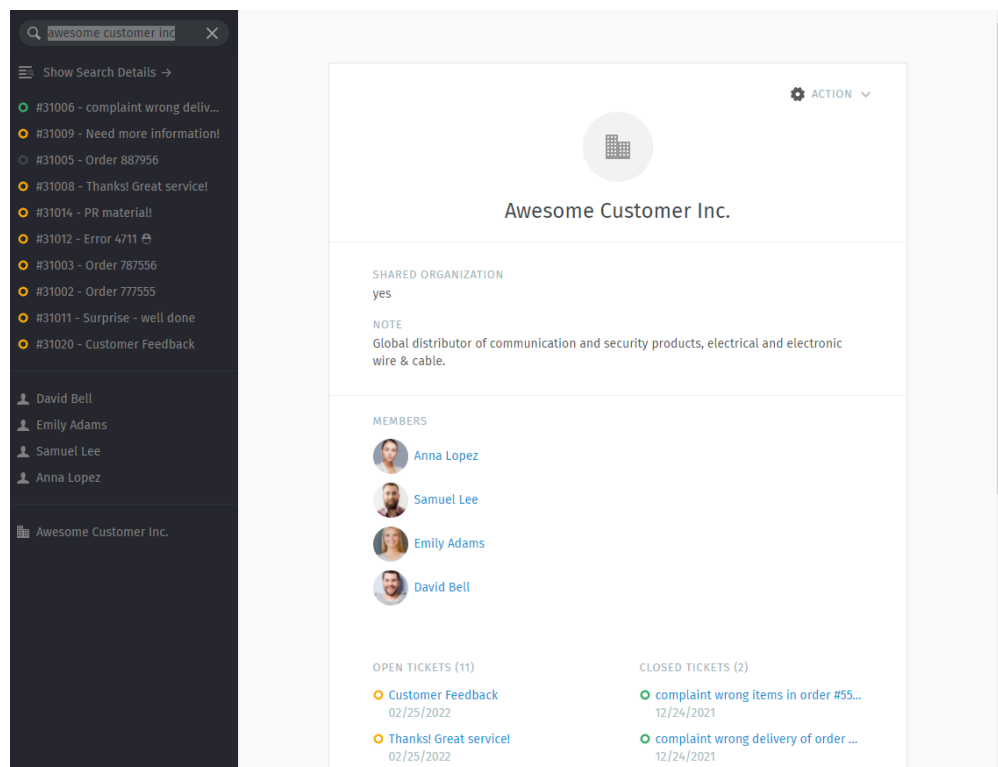 awesome customer inc
Show Search Details →
#31006 - complaint wrong deliv...
#31009 - Need more information!
#31005 - Order 887956
#31008 - Thanks! Great service!
#31014 - PR material!
#31012 - Error 4711 ⛑
#31003 - Order 787556
#31002 - Order 777555
#31011 - Surprise - well done
#31020 - Customer Feedback
David Bell
Emily Adams
Samuel Lee
Anna Lopez
Awesome Customer Inc.
ACTION
Awesome Customer Inc.
SHARED ORGANIZATION
yes
NOTE
Global distributor of communication and security products, electrical and electronic
wire & cable.
MEMBERS
Anna Lopez
Samuel Lee
Emily Adams
David Bell
OPEN TICKETS (11)
Customer Feedback
02/25/2022
Thanks! Great service!
02/25/2022
CLOSED TICKETS (2)
complaint wrong items in order #55...
12/24/2021
complaint wrong delivery of order ...
12/24/2021